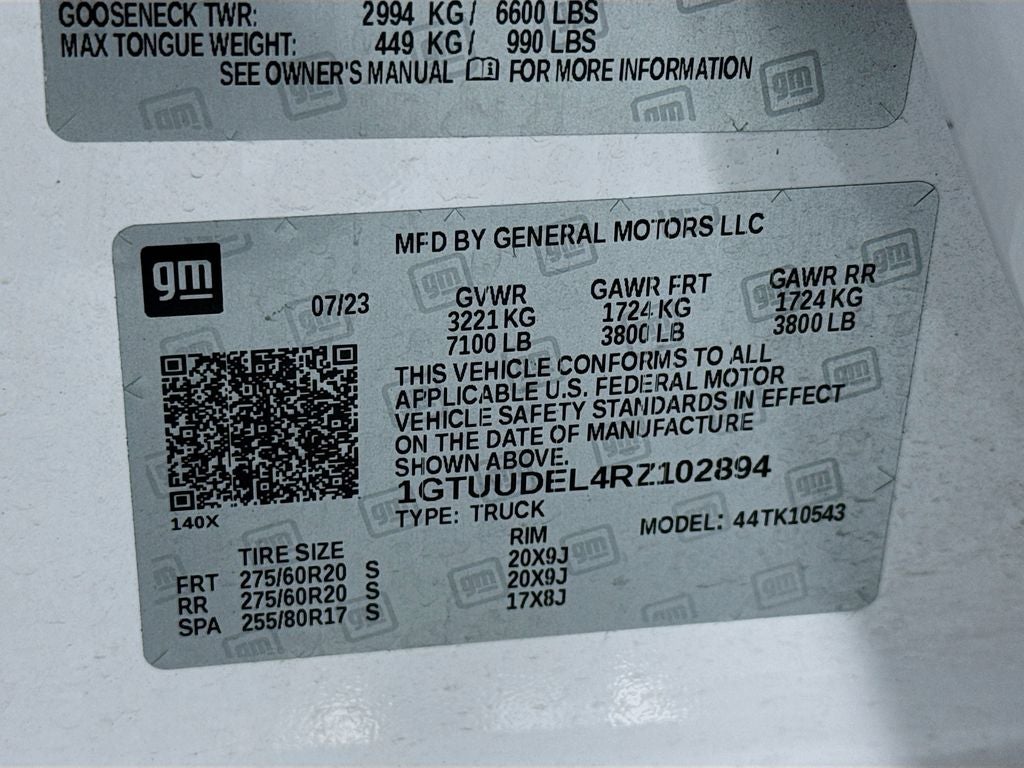 GOOSENECK TWR: 2994 KG/ 6600 LBS
MAX TONGUE WEIGHT: 449 KG/ 990 LBS
SEE OWNER'S MANUAL FOR MORE INFORMATION
gm
MFD BY GENERAL MOTORS LLC
07/23
GVWR GAWR FRT GAWR RR
3221 KG 1724 KG 1724 KG
7100 LB 3800 LB 3800 LB
THIS VEHICLE CONFORMS TO ALL
APPLICABLE U.S. FEDERAL MOTOR
VEHICLE SAFETY STANDARDS IN EFFECT
ON THE DATE OF MANUFACTURE
SHOWN ABOVE.
1GTUUDEL4RZ102894
140X
TYPE: TRUCK MODEL: 44TK10543
TIRE SIZE RIM
FRT 275/60R20 S 20X9J
RR 275/60R20 S 20X9J
SPA 255/80R17 S 17X8J